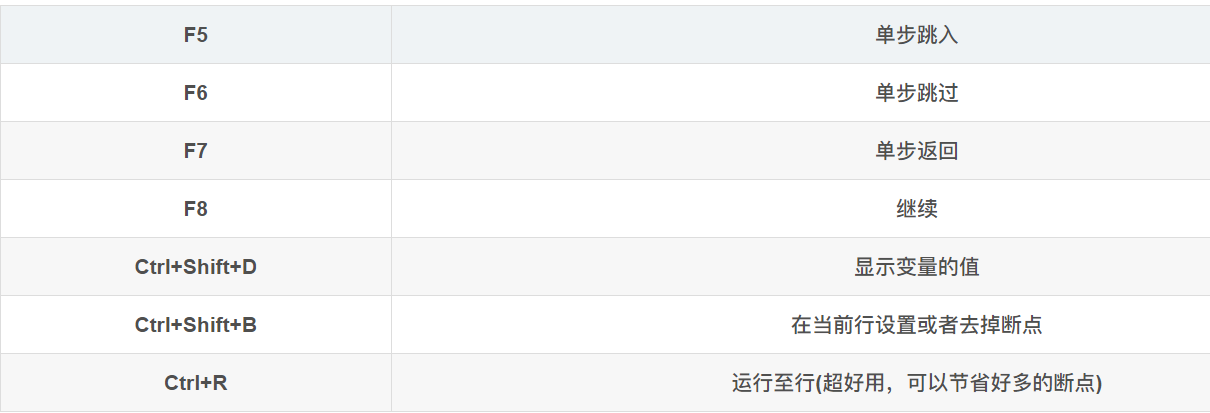 F5 单步跳入
F6 单步跳过
F7 单步返回
F8 继续
Ctrl+Shift+D 显示变量的值
Ctrl+Shift+B 在当前行设置或者去掉断点
Ctrl+R 运行至行(超好用，可以节省好多的断点)